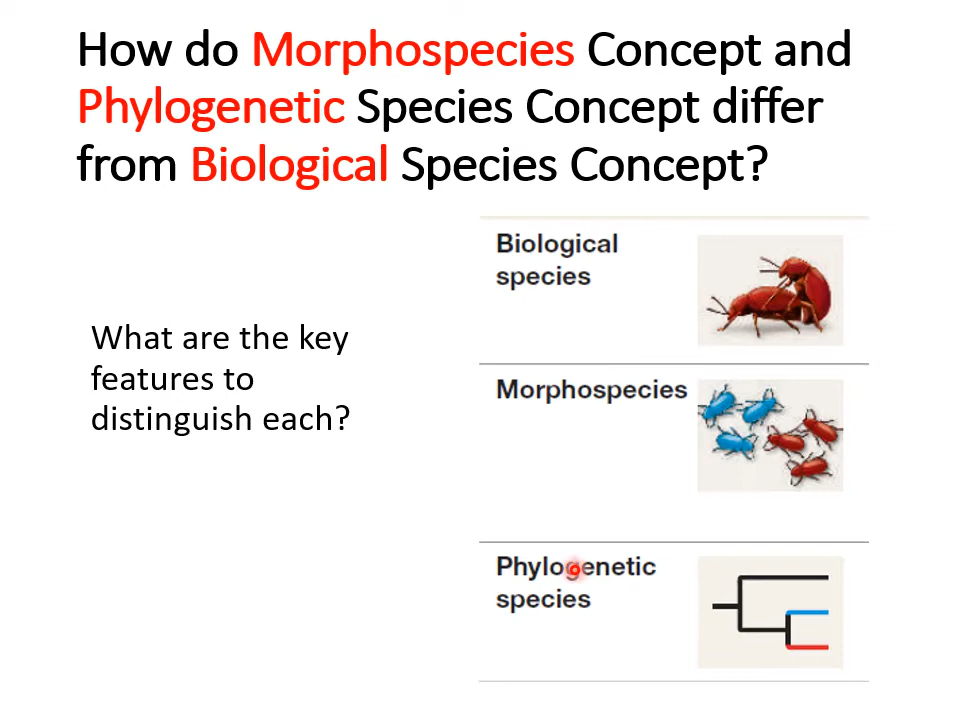 How do Morphospecies Concept and
Phylogenetic Species Concept differ
from Biological Species Concept?
What are the key
features to
distinguish each?
Biological
species
Morphospecies
Phylogenetic
species